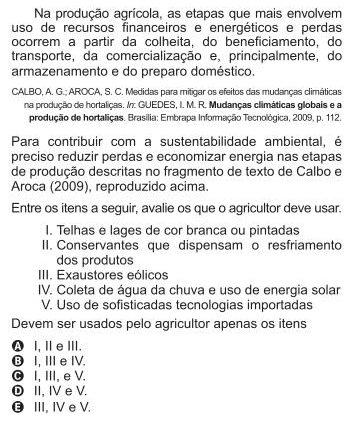 Na produção agrícola, as etapas que mais envolvem
uso de recursos financeiros e energéticos e perdas
ocorrem a partir da colheita, do beneficiamento, do
transporte, da comercialização e, principalmente, do
armazenamento e do preparo doméstico.
CALBO, A. G.; AROCA, S. C. Medidas para mitigar os efeitos das mudanças climáticas
na produção de hortaliças. In: GUEDES, I. M. R. Mudanças climáticas globais e a
produção de hortaliças. Brasília: Embrapa Informação Tecnológica, 2009, p. 112.
Para contribuir com a sustentabilidade ambiental, é
preciso reduzir perdas e economizar energia nas etapas
de produção descritas no fragmento de texto de Calbo e
Aroca (2009), reproduzido acima.
Entre os itens a seguir, avalie os que o agricultor deve usar.
I. Telhas e lages de cor branca ou pintadas
II. Conservantes que dispensam o resfriamento
dos produtos
III. Exaustores eólicos
IV. Coleta de água da chuva e uso de energia solar
V. Uso de sofisticadas tecnologias importadas
Devem ser usados pelo agricultor apenas os itens
A I, II e III.
B I, III e IV.
C I, III, e V.
D II, IV e V.
E III, IV e V.